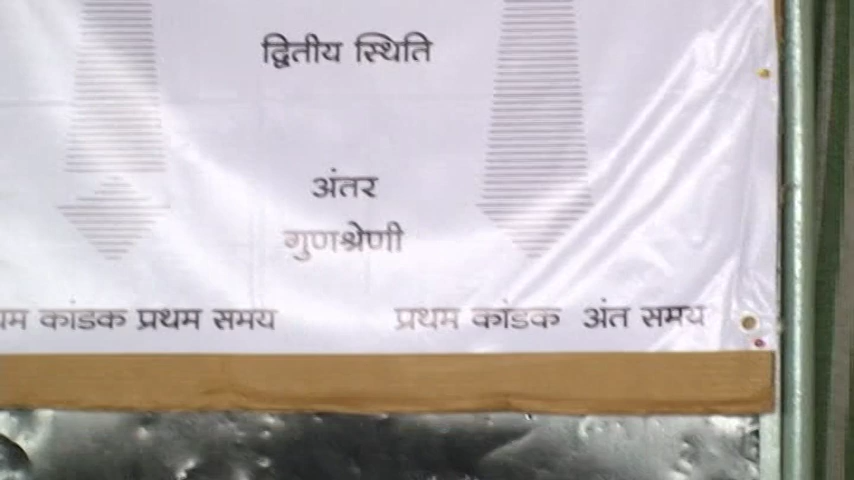 द्वितीय स्थिति
अंतर
गुणश्रेणी
कांडक प्रथम समय
प्रथम कांडक अंत समय